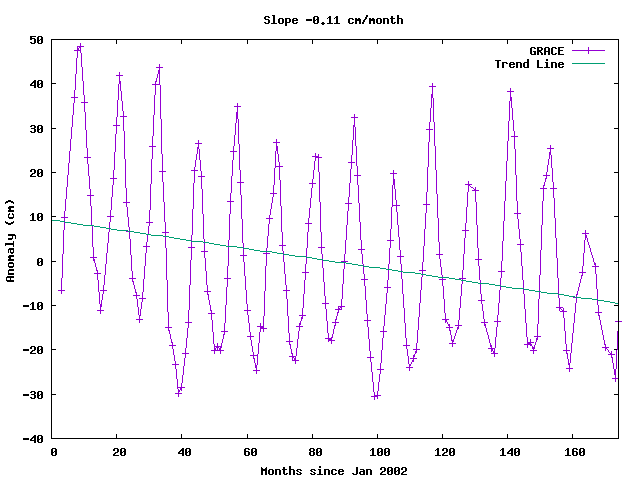 Slope -0.11 cm/month
GRACE
Trend Line
50
40
30
20
10
0
-10
-20
-30
-40
Anomaly (cm)
0 20 40 60 80 100 120 140 160
Months since Jan 2002